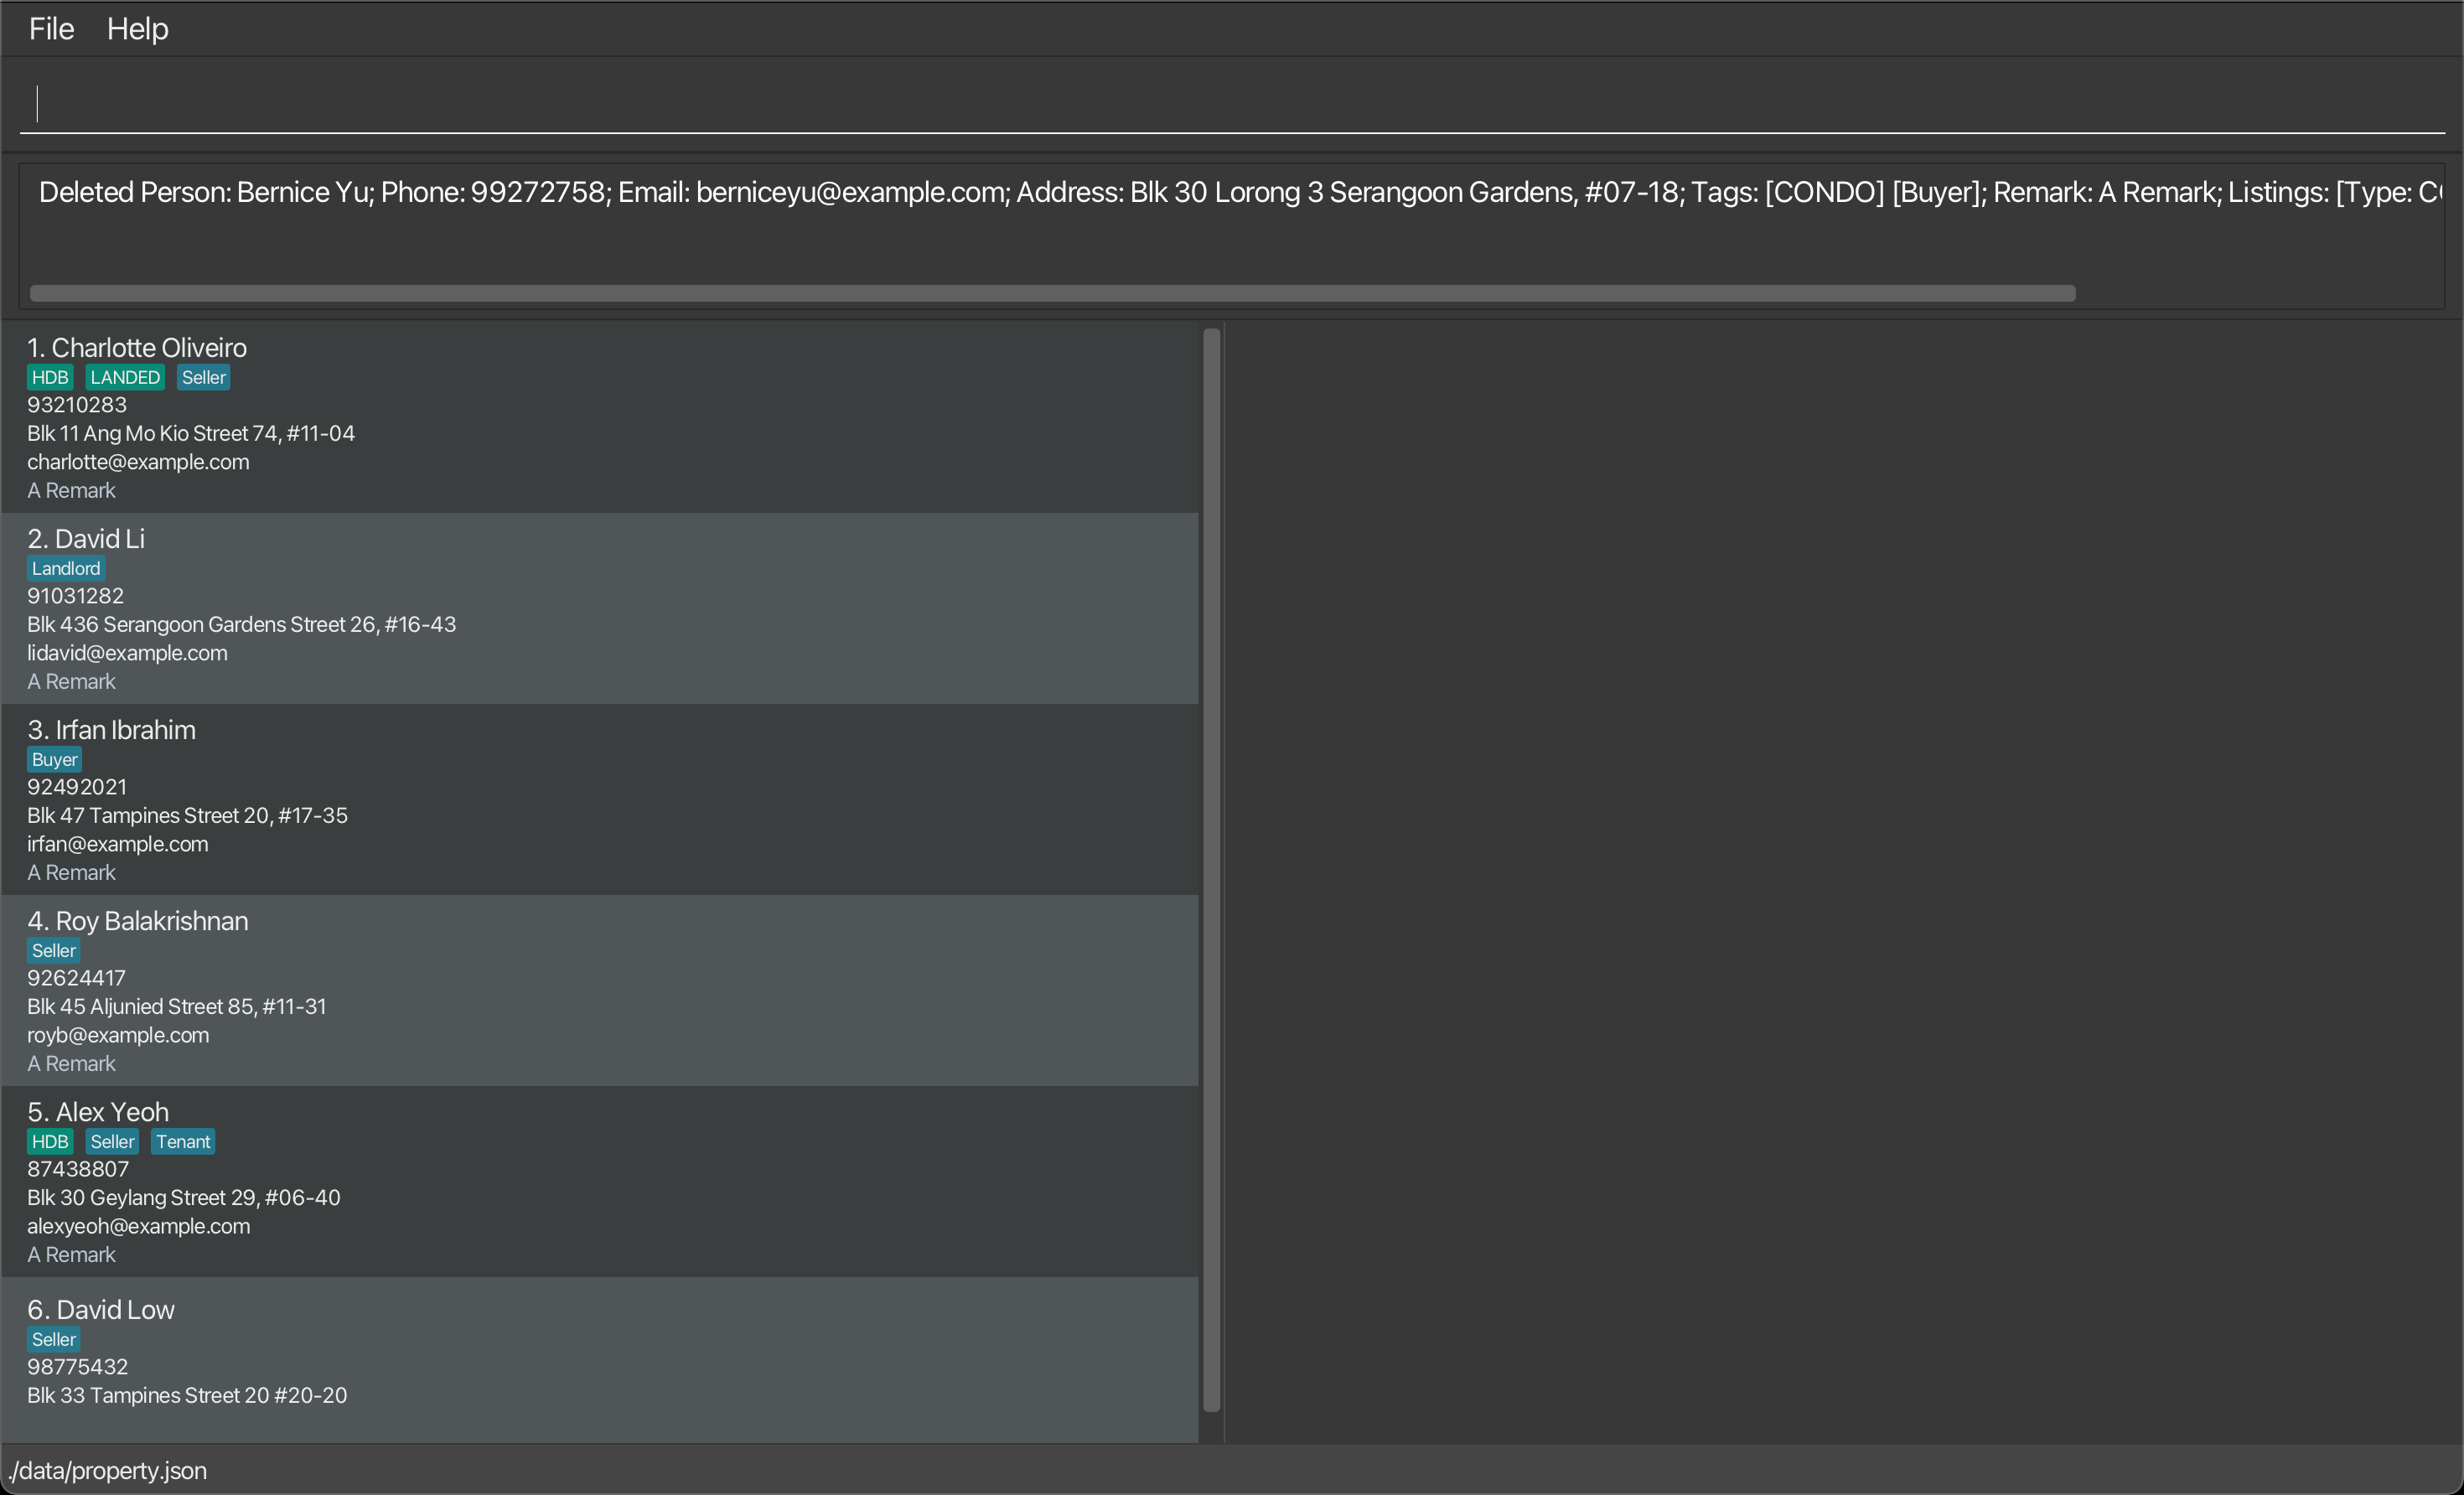 File Help
Deleted Person: Bernice Yu; Phone: 99272758; Email: berniceyu@example.com; Address: Blk 30 Lorong 3 Serangoon Gardens, #07-18; Tags: [CONDO] [Buyer]; Remark: A Remark; Listings: [Type: C
1. Charlotte Oliveiro
HDB LANDED Seller
93210283
Blk 11 Ang Mo Kio Street 74, #11-04
charlotte@example.com
A Remark
2. David Li
Landlord
91031282
Blk 436 Serangoon Gardens Street 26, #16-43
lidavid@example.com
A Remark
3. Irfan Ibrahim
Buyer
92492021
Blk 47 Tampines Street 20, #17-35
irfan@example.com
A Remark
4. Roy Balakrishnan
Seller
92624417
Blk 45 Aljunied Street 85, #11-31
royb@example.com
A Remark
5. Alex Yeoh
HDB Seller Tenant
87438807
Blk 30 Geylang Street 29, #06-40
alexyeoh@example.com
A Remark
6. David Low
Seller
98775432
Blk 33 Tampines Street 20 #20-20
./data/property.json